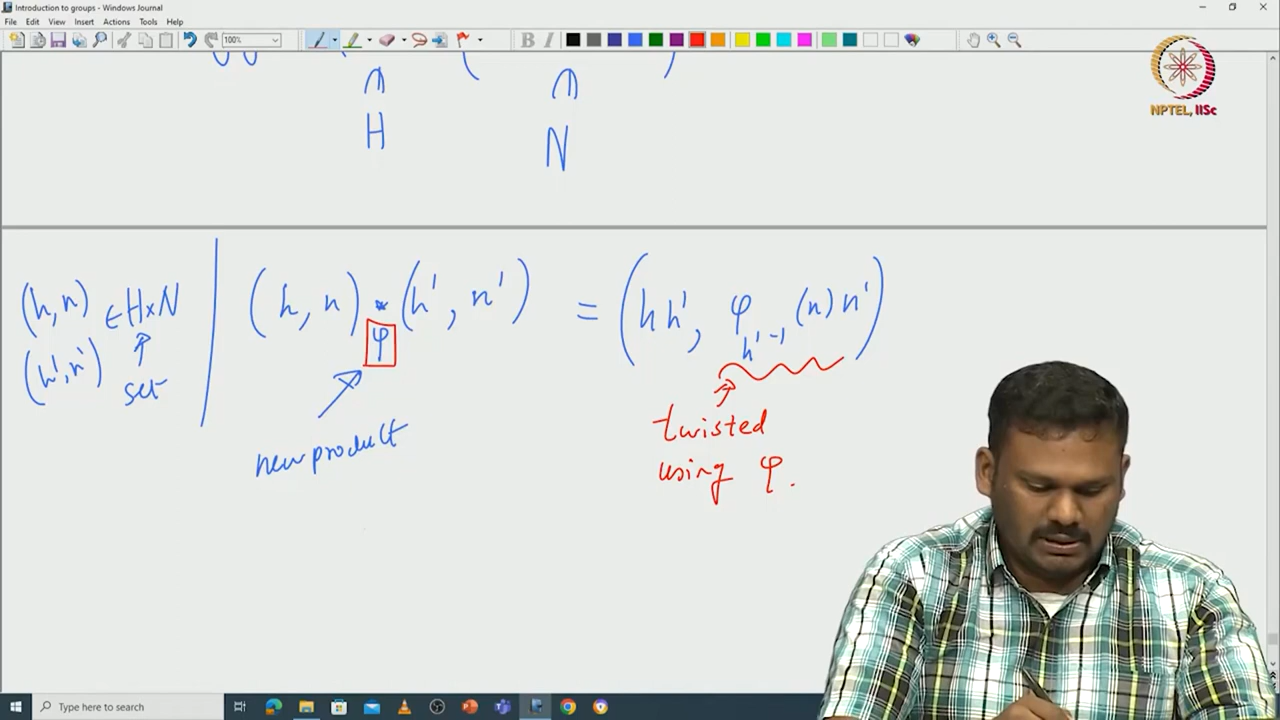 Introduction to groups - Windows Journal
File Edit View Insert Actions Tools Help
100%
B I
NPTEL, IISc
H
N
(h, n) ∈ H×N
(h', n')
set
(h, n) *φ (h', n') = (hh', φ_{h'^{-1}} (n) n')
new product
twisted
using φ.
Type here to search